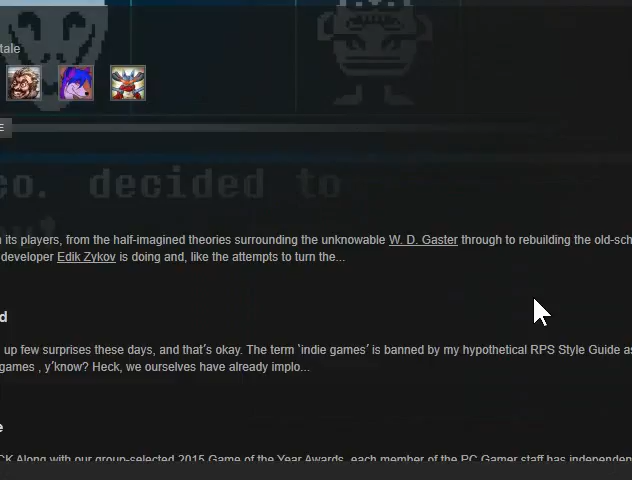 tale
E
co. decided to
its players, from the half-imagined theories surrounding the unknowable W. D. Gaster through to rebuilding the old-sch
developer Edik Zykov is doing and, like the attempts to turn the...
d
up few surprises these days, and that's okay. The term 'indie games' is banned by my hypothetical RPS Style Guide as
games , y'know? Heck, we ourselves have already implo...
e
CK Along with our group-selected 2015 Game of the Year Awards, each member of the PC Gamer staff has independen